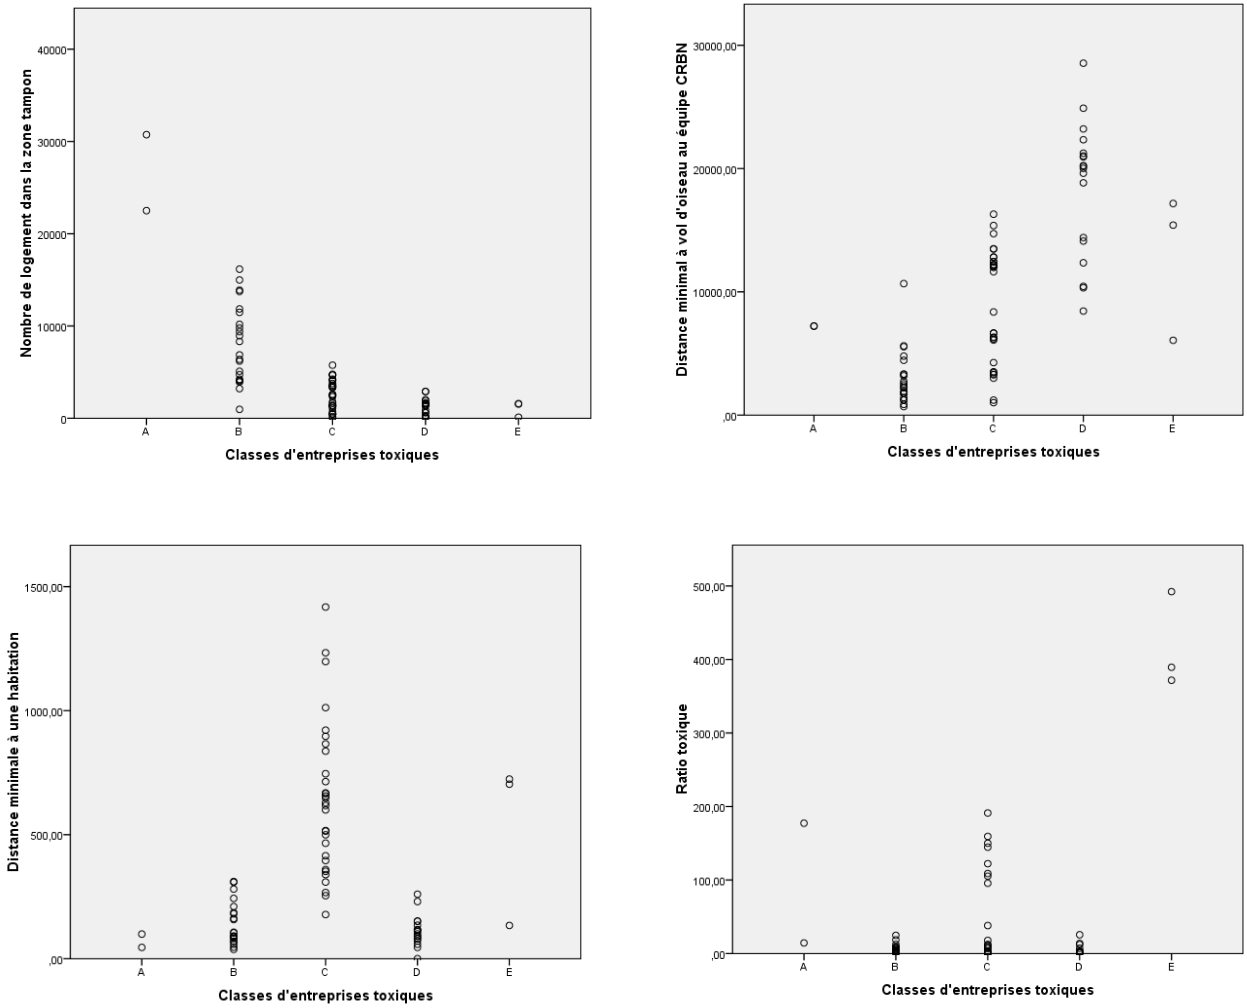 Nombre de logement dans la zone tampon
40000
30000
20000
10000
0
A B C D E
Classes d'entreprises toxiques
Distance minimal à vol d'oiseau au équipe CRBN
30000,00
20000,00
10000,00
,00
A B C D E
Classes d'entreprises toxiques
Distance minimale à une habitation
1500,00
1000,00
500,00
,00
A B C D E
Classes d'entreprises toxiques
Ratio toxique
500,00
400,00
300,00
200,00
100,00
,00
A B C D E
Classes d'entreprises toxiques